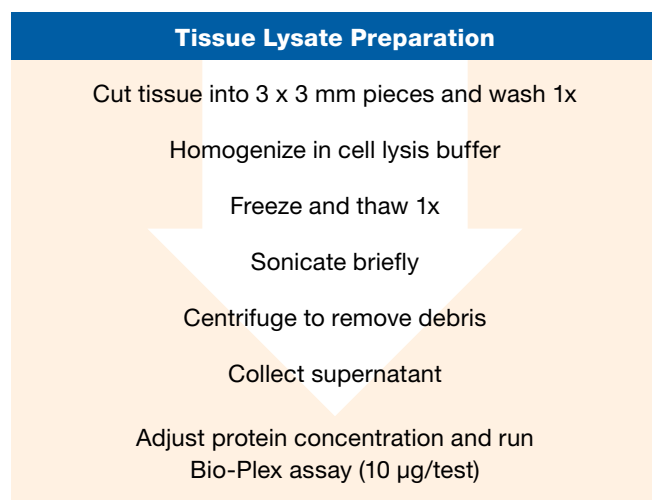 Tissue Lysate Preparation
Cut tissue into 3 x 3 mm pieces and wash 1x
Homogenize in cell lysis buffer
Freeze and thaw 1x
Sonicate briefly
Centrifuge to remove debris
Collect supernatant
Adjust protein concentration and run
Bio-Plex assay (10 µg/test)